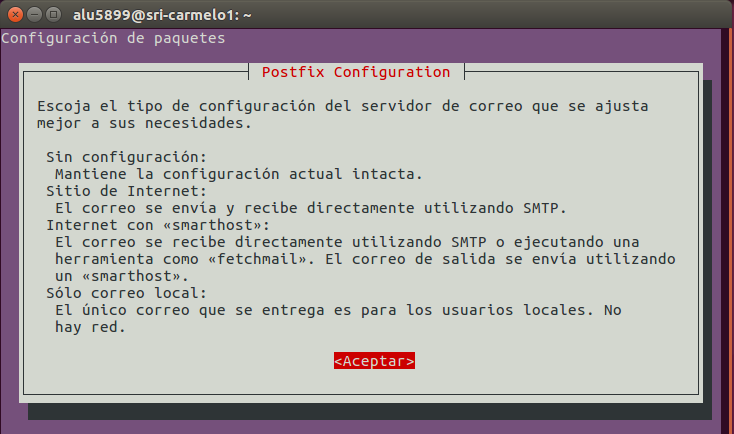 alu5899@sri-carmelo1: ~
Configuración de paquetes
Postfix Configuration
Escoja el tipo de configuración del servidor de correo que se ajusta
mejor a sus necesidades.
Sin configuración:
Mantiene la configuración actual intacta.
Sitio de Internet:
El correo se envía y recibe directamente utilizando SMTP.
Internet con «smarthost»:
El correo se recibe directamente utilizando SMTP o ejecutando una
herramienta como «fetchmail». El correo de salida se envía utilizando
un «smarthost».
Sólo correo local:
El único correo que se entrega es para los usuarios locales. No
hay red.
<Aceptar>